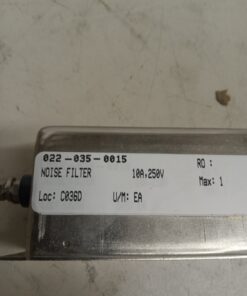 022-035-0015 RO :
NOISE FILTER 10A,250V Max: 1
Loc: C036D U/M: EA